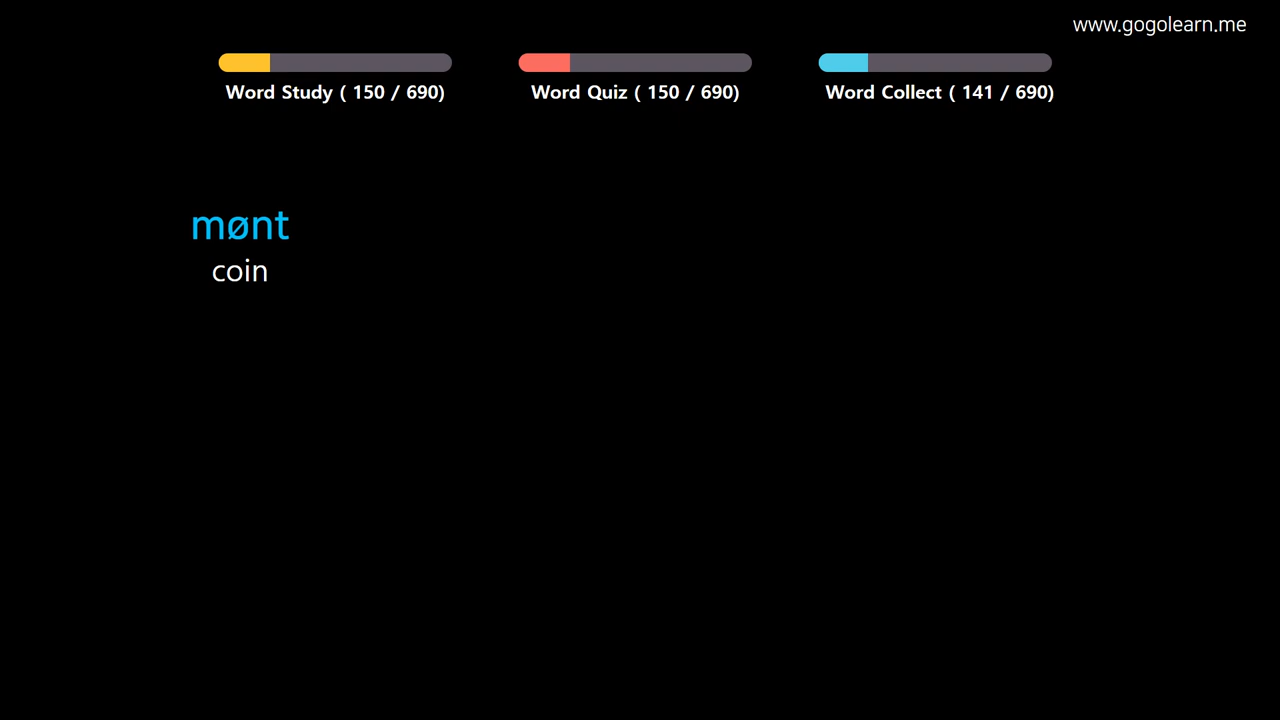 www.gogolearn.me
Word Study ( 150 / 690)
Word Quiz ( 150 / 690)
Word Collect ( 141 / 690)
mønt
coin